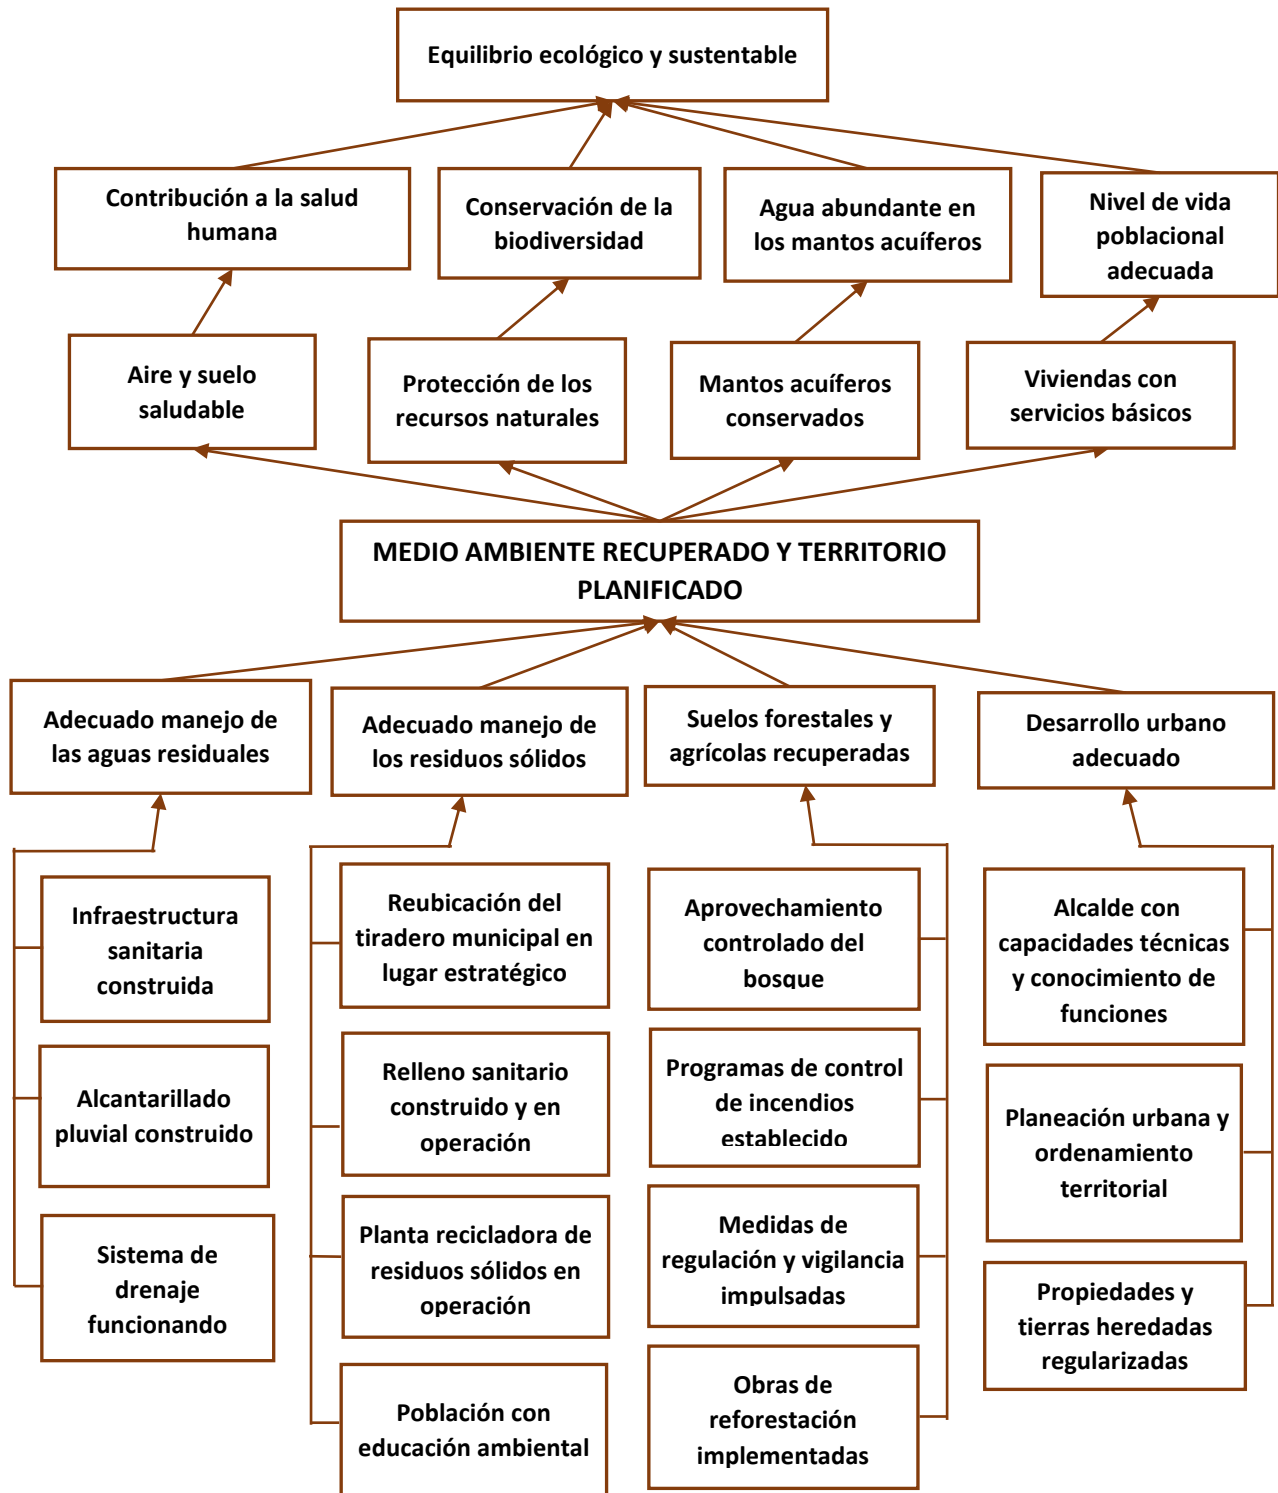 Equilibrio ecológico y sustentable
Contribución a la salud
humana
Conservación de la
biodiversidad
Agua abundante en
los mantos acuíferos
Nivel de vida
poblacional
adecuada
Aire y suelo
saludable
Protección de los
recursos naturales
Mantos acuíferos
conservados
Viviendas con
servicios básicos
MEDIO AMBIENTE RECUPERADO Y TERRITORIO
PLANIFICADO
Adecuado manejo de
las aguas residuales
Adecuado manejo de
los residuos sólidos
Suelos forestales y
agrícolas recuperadas
Desarrollo urbano
adecuado
Infraestructura
sanitaria
construida
Alcantarillado
pluvial construido
Sistema de
drenaje
funcionando
Reubicación del
tiradero municipal en
lugar estratégico
Relleno sanitario
construido y en
operación
Planta recicladora de
residuos sólidos en
operación
Población con
educación ambiental
Aprovechamiento
controlado del
bosque
Programas de control
de incendios
establecido
Medidas de
regulación y vigilancia
impulsadas
Obras de
reforestación
implementadas
Alcalde con
capacidades técnicas
y conocimiento de
funciones
Planeación urbana y
ordenamiento
territorial
Propiedades y
tierras heredadas
regularizadas